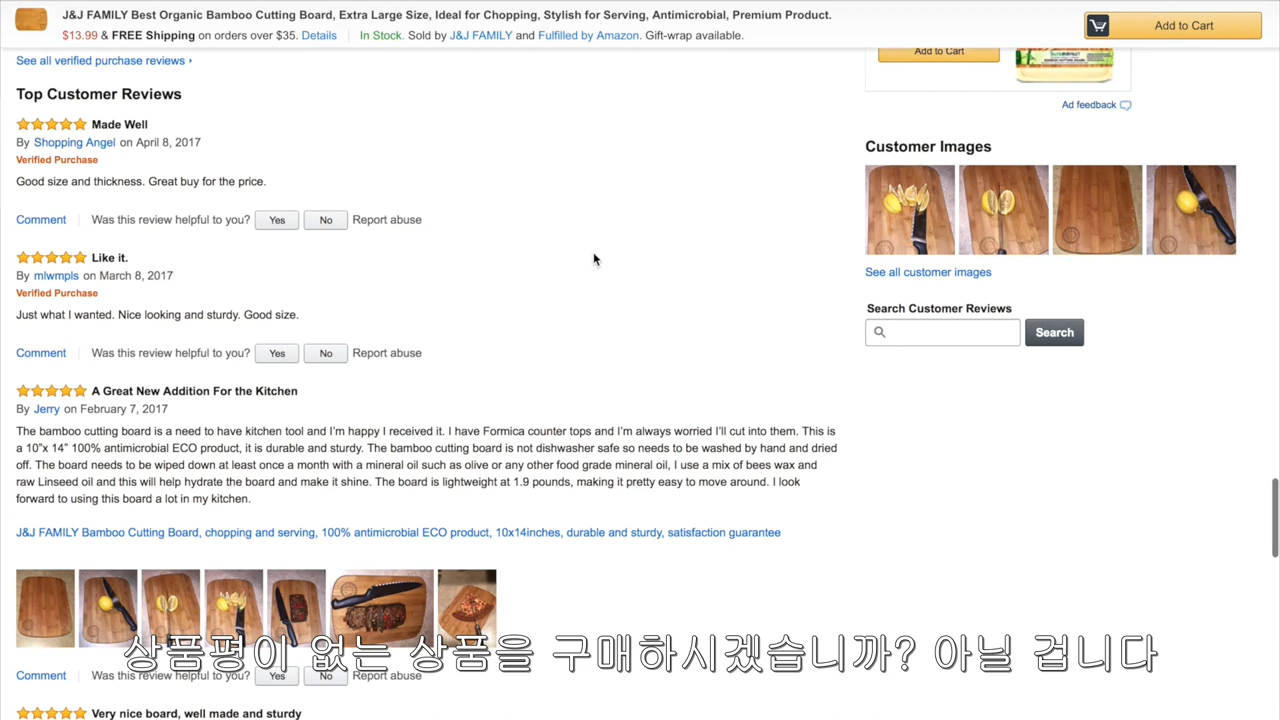 J&J FAMILY Best Organic Bamboo Cutting Board, Extra Large Size, Ideal for Chopping, Stylish for Serving, Antimicrobial, Premium Product.
$13.99 & FREE Shipping on orders over $35. Details In Stock. Sold by J&J FAMILY and Fulfilled by Amazon. Gift-wrap available.
Add to Cart
See all verified purchase reviews ›
Top Customer Reviews
Made Well
By Shopping Angel on April 8, 2017
Verified Purchase
Good size and thickness. Great buy for the price.
Comment Was this review helpful to you? Yes No Report abuse
Like it.
By mlwmpls on March 8, 2017
Verified Purchase
Just what I wanted. Nice looking and sturdy. Good size.
Comment Was this review helpful to you? Yes No Report abuse
A Great New Addition For the Kitchen
By Jerry on February 7, 2017
The bamboo cutting board is a need to have kitchen tool and I'm happy I received it. I have Formica counter tops and I'm always worried I'll cut into them. This is
a 10"x 14" 100% antimicrobial ECO product, it is durable and sturdy. The bamboo cutting board is not dishwasher safe so needs to be washed by hand and dried
off. The board needs to be wiped down at least once a month with a mineral oil such as olive or any other food grade mineral oil, I use a mix of bees wax and
raw Linseed oil and this will help hydrate the board and make it shine. The board is lightweight at 1.9 pounds, making it pretty easy to move around. I look
forward to using this board a lot in my kitchen.
J&J FAMILY Bamboo Cutting Board, chopping and serving, 100% antimicrobial ECO product, 10x14inches, durable and sturdy, satisfaction guarantee
상품평이 없는 상품을 구매하시겠습니까? 아닐 겁니다
Comment Was this review helpful to you? Yes No Report abuse
Very nice board, well made and sturdy
Add to Cart
Ad feedback
Customer Images
See all customer images
Search Customer Reviews
Search